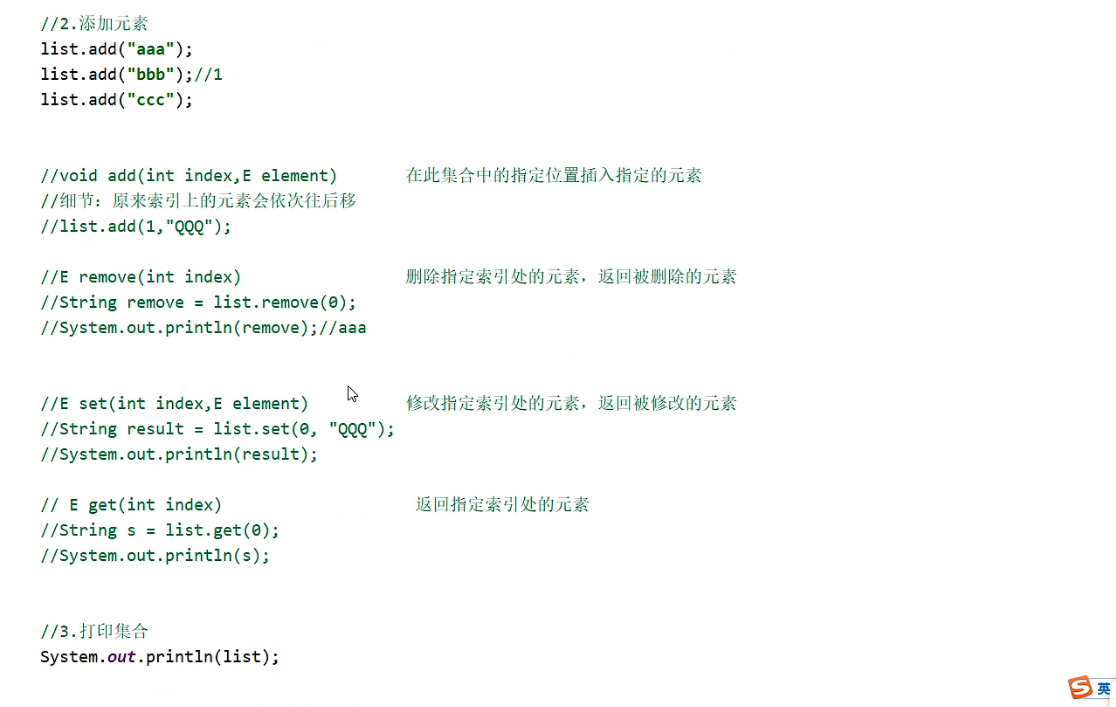 //2.添加元素
list.add("aaa");
list.add("bbb");//1
list.add("ccc");
//void add(int index,E element) 在此集合中的指定位置插入指定的元素
//细节：原来索引上的元素会依次往后移
//list.add(1,"QQQ");
//E remove(int index) 删除指定索引处的元素，返回被删除的元素
//String remove = list.remove(0);
//System.out.println(remove);//aaa
//E set(int index,E element) 修改指定索引处的元素，返回被修改的元素
//String result = list.set(0, "QQQ");
//System.out.println(result);
// E get(int index) 返回指定索引处的元素
//String s = list.get(0);
//System.out.println(s);
//3.打印集合
System.out.println(list);
英